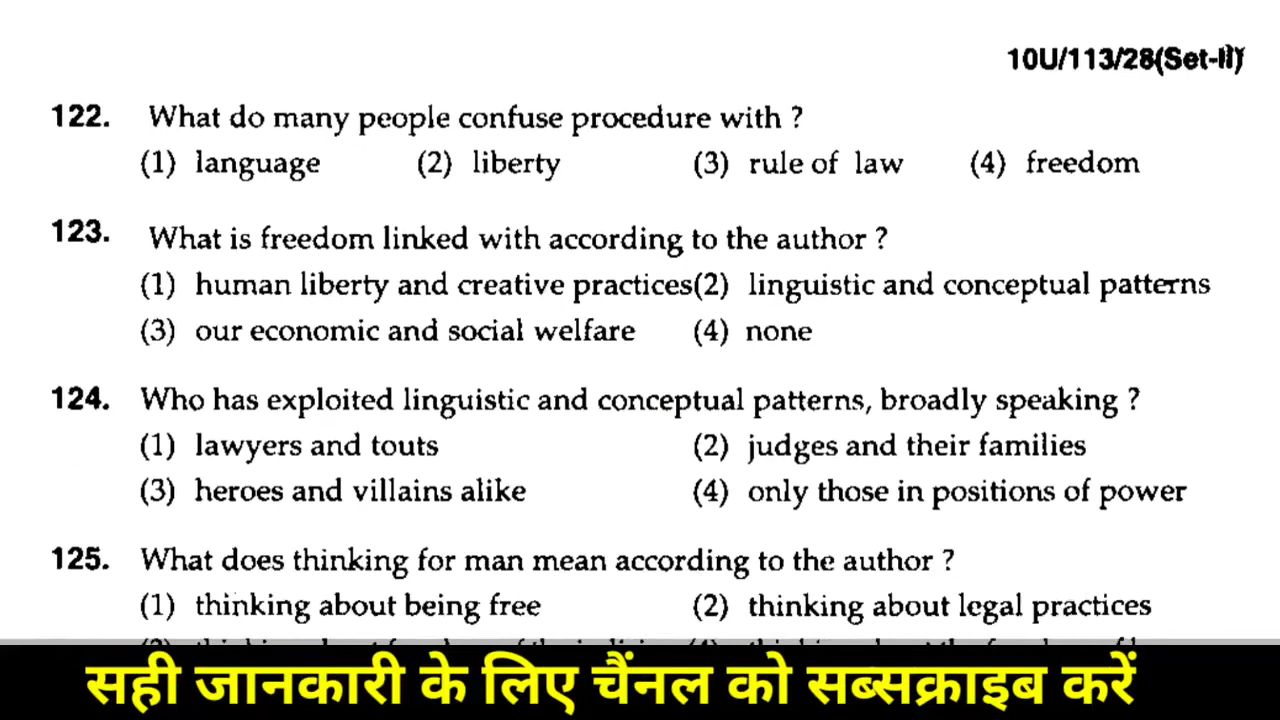 10U/113/28(Set-II)
122. What do many people confuse procedure with ?
(1) language (2) liberty (3) rule of law (4) freedom
123. What is freedom linked with according to the author ?
(1) human liberty and creative practices(2) linguistic and conceptual patterns
(3) our economic and social welfare (4) none
124. Who has exploited linguistic and conceptual patterns, broadly speaking ?
(1) lawyers and touts (2) judges and their families
(3) heroes and villains alike (4) only those in positions of power
125. What does thinking for man mean according to the author ?
(1) thinking about being free (2) thinking about legal practices
सही जानकारी के लिए चैंनल को सब्सक्राइब करें